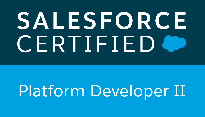 SALESFORCE
CERTIFIED
Platform Developer II